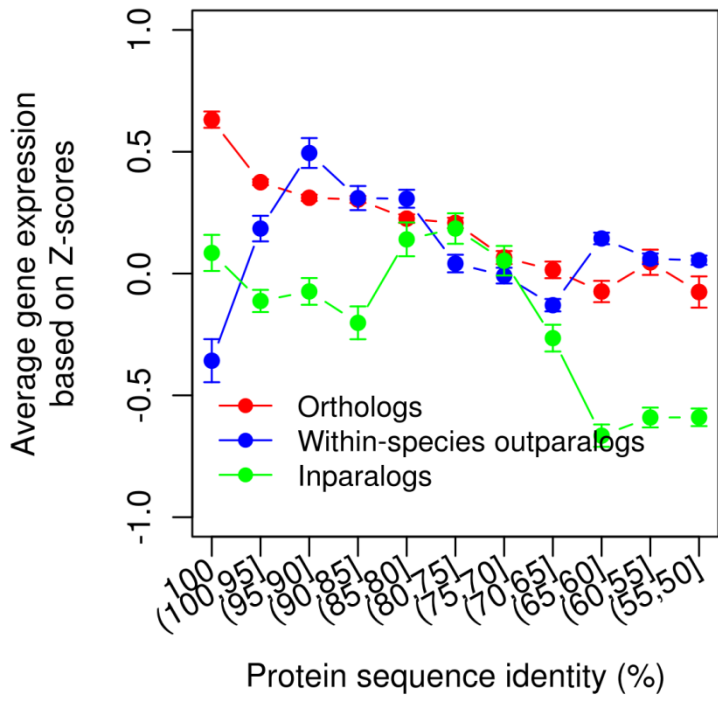 Average gene expression
based on Z-scores
1.0
0.5
0.0
-0.5
-1.0
Orthologs
Within-species outparalogs
Inparalogs
100
(100,95]
(95,90]
(90,85]
(85,80]
(80,75]
(75,70]
(70,65]
(65,60]
(60,55]
(55,50]
Protein sequence identity (%)